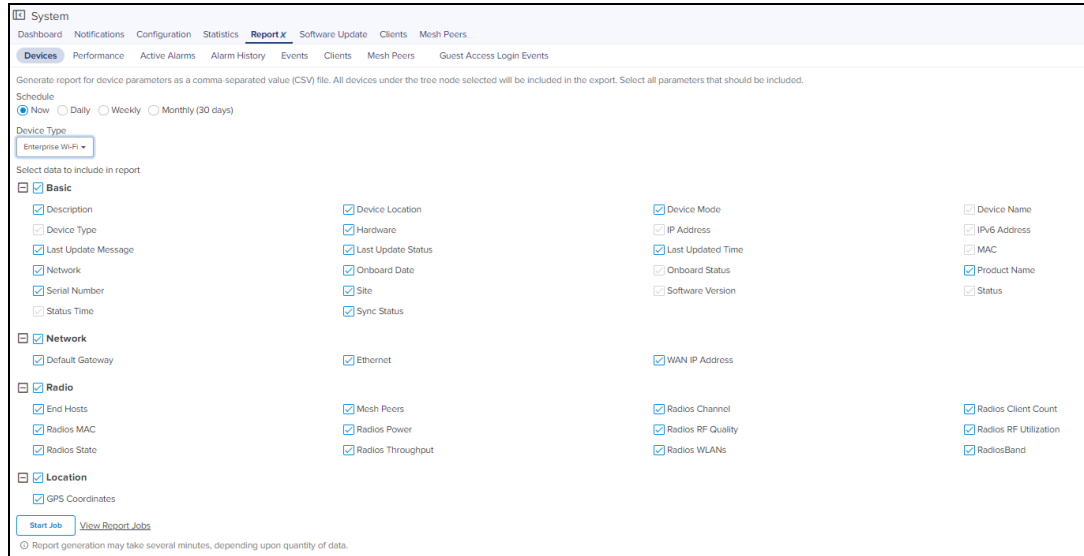 System
Dashboard Notifications Configuration Statistics Report X Software Update Clients Mesh Peers
Devices Performance Active Alarms Alarm History Events Clients Mesh Peers Guest Access Login Events
Generate report for device parameters as a comma-separated value (CSV) file. All devices under the tree node selected will be included in the export. Select all parameters that should be included.
Schedule
Now Daily Weekly Monthly (30 days)
Device Type
Enterprise Wi-Fi
Select data to include in report
Basic
Description Device Location Device Mode Device Name
Device Type Hardware IP Address IPv6 Address
Last Update Message Last Update Status Last Updated Time MAC
Network Onboard Date Onboard Status Product Name
Serial Number Site Software Version Status
Status Time Sync Status
Network
Default Gateway Ethernet WAN IP Address
Radio
End Hosts Mesh Peers Radios Channel Radios Client Count
Radios MAC Radios Power Radios RF Quality Radios RF Utilization
Radios State Radios Throughput Radios WLANs RadiosBand
Location
GPS Coordinates
Start Job View Report Jobs
Report generation may take several minutes, depending upon quantity of data.